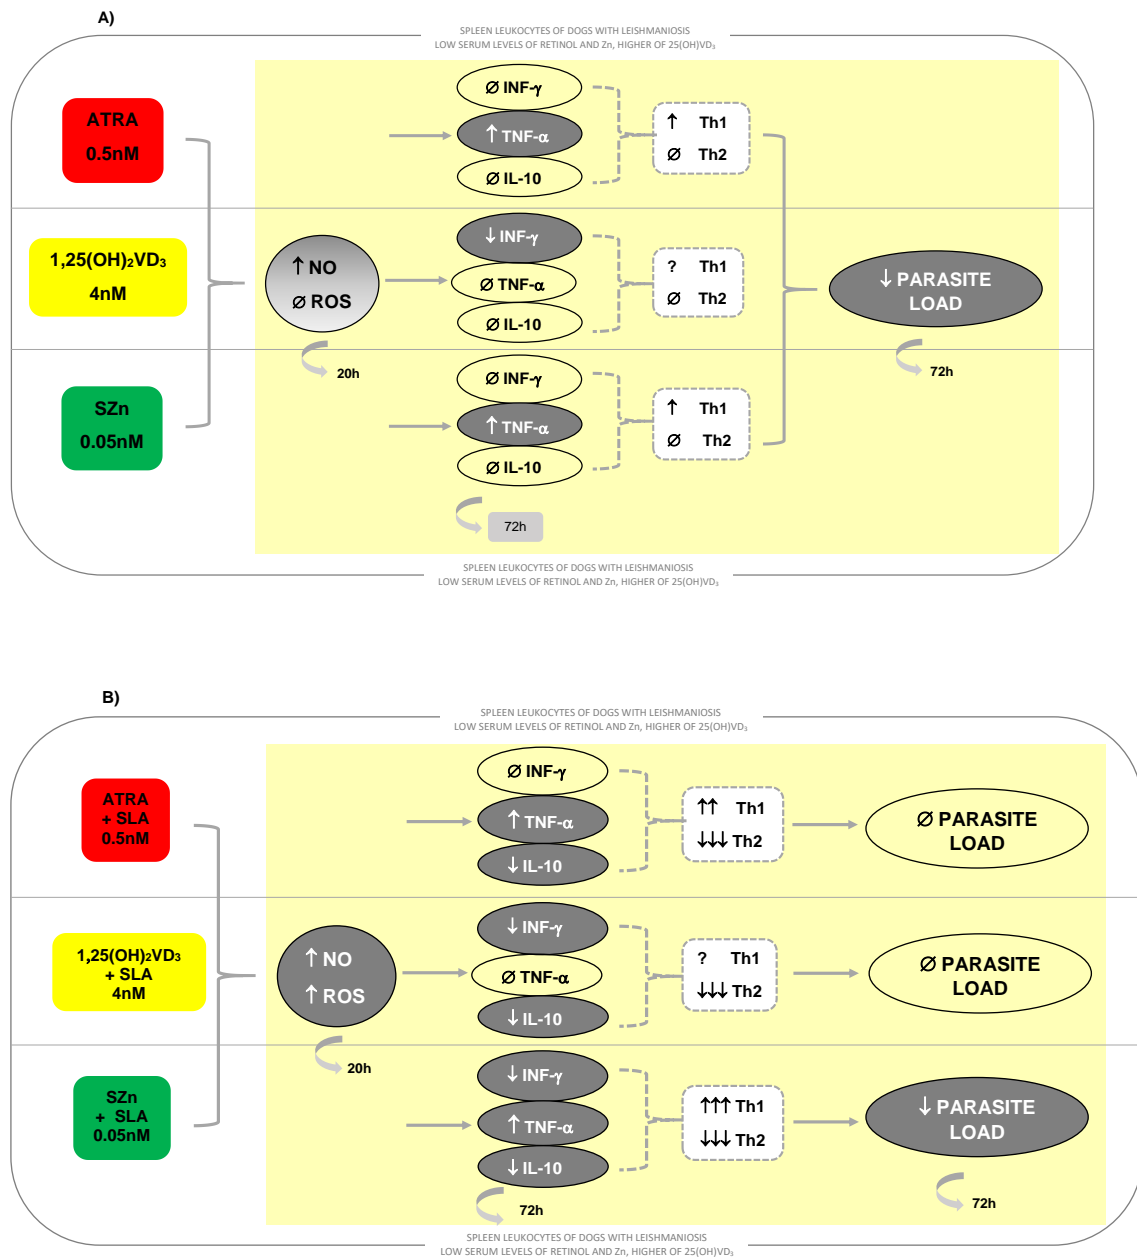 A)
SPLEEN LEUKOCYTES OF DOGS WITH LEISHMANIOSIS
LOW SERUM LEVELS OF RETINOL AND Zn, HIGHER OF 25(OH)VD₃
ATRA
0.5nM
∅ INF-γ
↑ TNF-α
∅ IL-10
↑ Th1
∅ Th2
1,25(OH)₂VD₃
4nM
↑ NO
∅ ROS
20h
↓ INF-γ
∅ TNF-α
∅ IL-10
? Th1
∅ Th2
↓ PARASITE
LOAD
72h
SZn
0.05nM
∅ INF-γ
↑ TNF-α
∅ IL-10
↑ Th1
∅ Th2
72h
SPLEEN LEUKOCYTES OF DOGS WITH LEISHMANIOSIS
LOW SERUM LEVELS OF RETINOL AND Zn, HIGHER OF 25(OH)VD₃
B)
SPLEEN LEUKOCYTES OF DOGS WITH LEISHMANIOSIS
LOW SERUM LEVELS OF RETINOL AND Zn, HIGHER OF 25(OH)VD₃
ATRA
+ SLA
0.5nM
∅ INF-γ
↑ TNF-α
↓ IL-10
↑↑ Th1
↓↓↓ Th2
∅ PARASITE
LOAD
1,25(OH)₂VD₃
+ SLA
4nM
↑ NO
↑ ROS
20h
↓ INF-γ
∅ TNF-α
↓ IL-10
? Th1
↓↓↓ Th2
∅ PARASITE
LOAD
SZn
+ SLA
0.05nM
↓ INF-γ
↑ TNF-α
↓ IL-10
72h
↑↑↑ Th1
↓↓↓ Th2
↓ PARASITE
LOAD
72h
SPLEEN LEUKOCYTES OF DOGS WITH LEISHMANIOSIS
LOW SERUM LEVELS OF RETINOL AND Zn, HIGHER OF 25(OH)VD₃